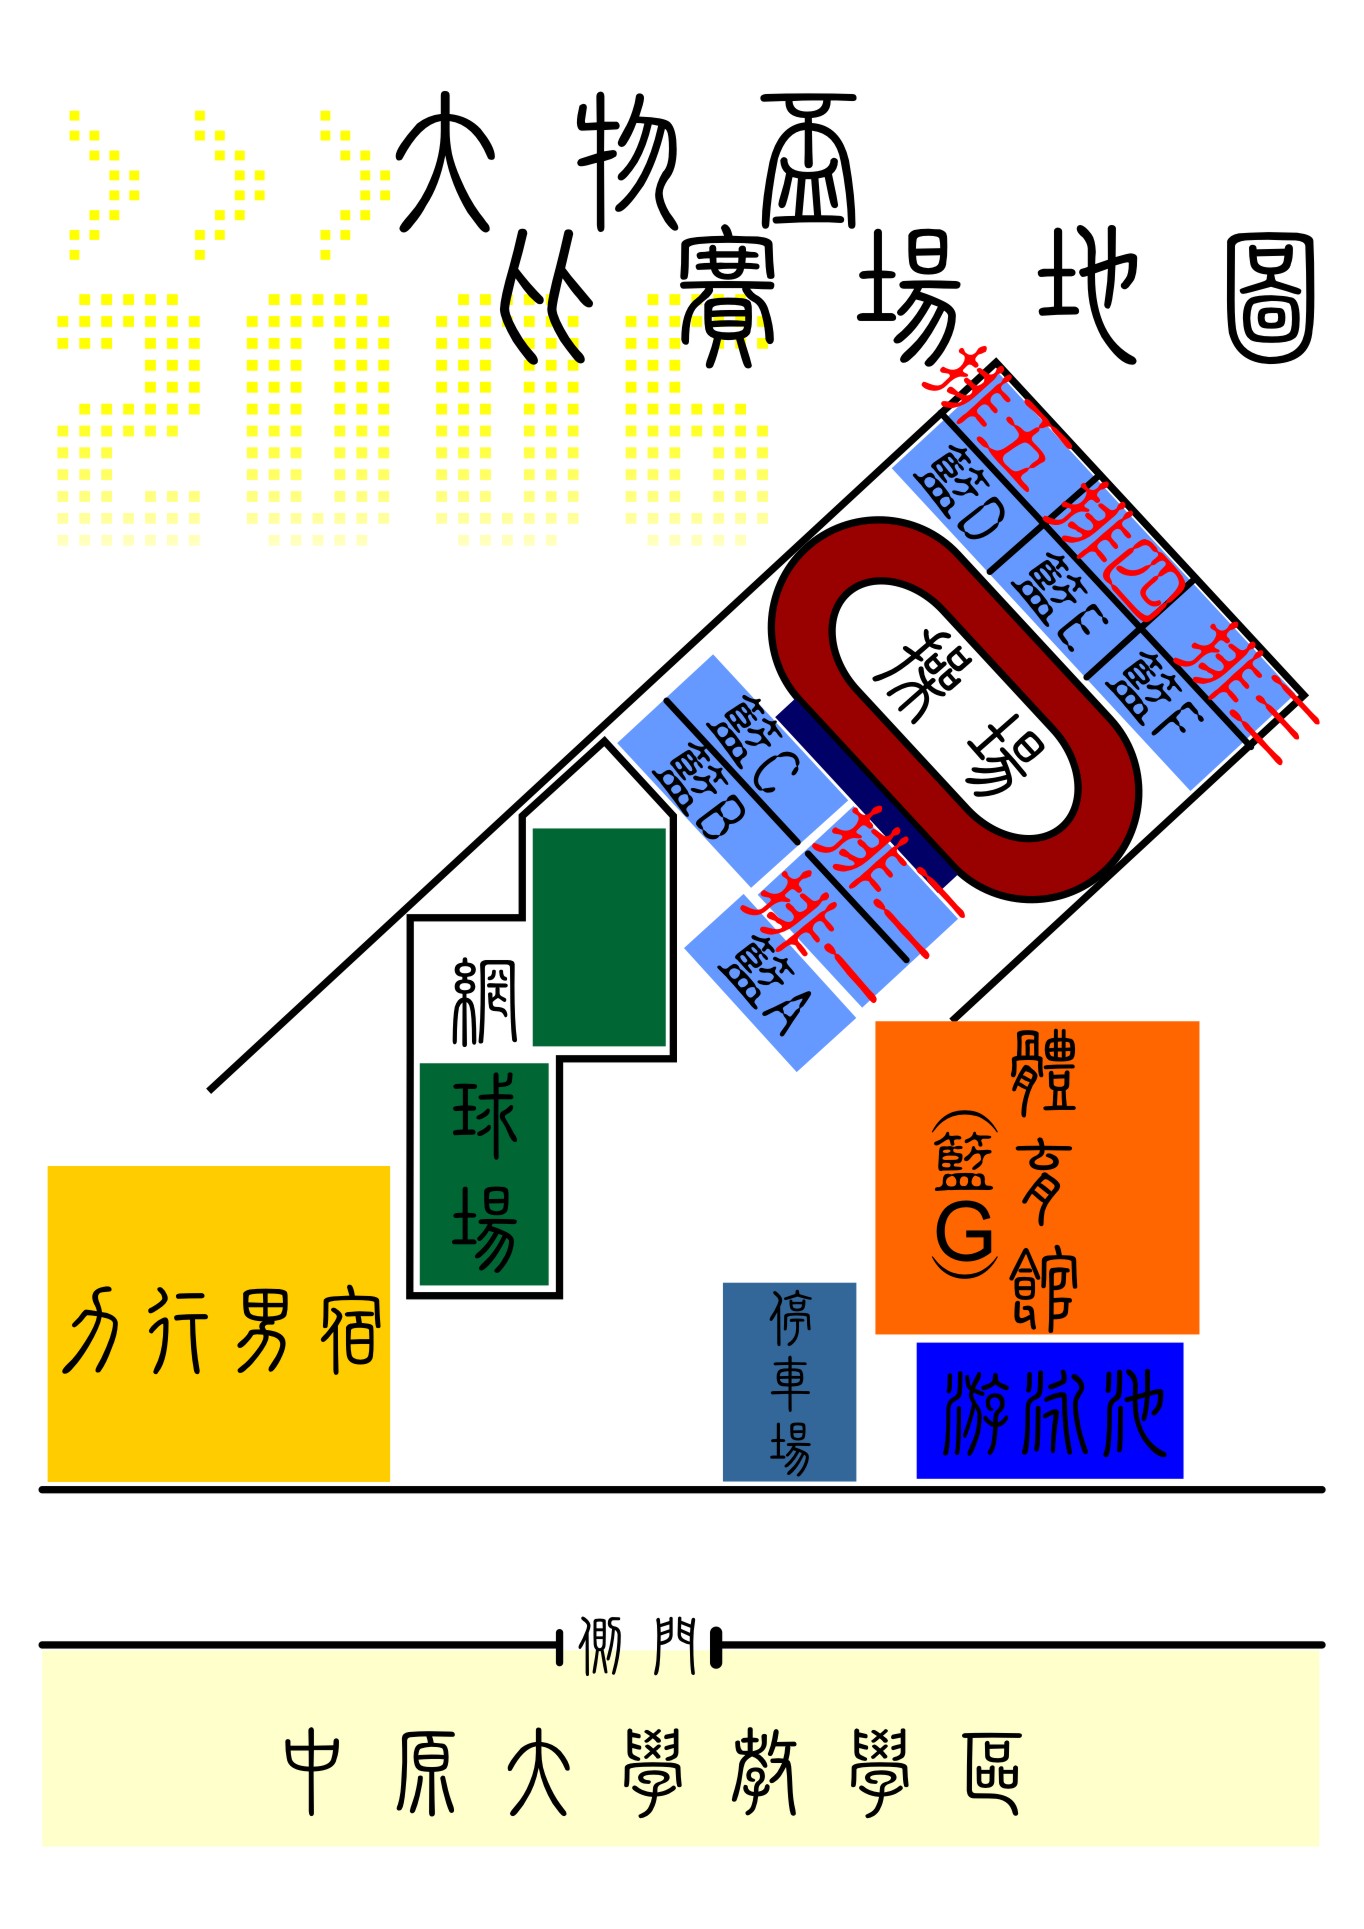 >>>大物盃
2006
比賽場地圖
排五
排四
排三
籃D
籃E
籃F
操場
籃C
籃B
排二
排一
籃A
網球場
體育館
(籃G)
力行男宿
停車場
游泳池
側門
中原大學教學區